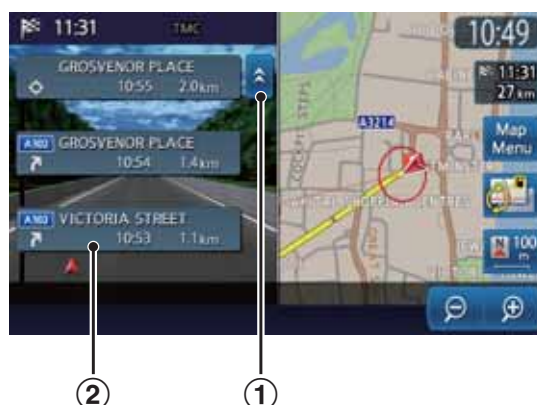 11:31 TMC
GROSVENOR PLACE
10:55 2.0km
A302 GROSVENOR PLACE
10:54 1.4km
A302 VICTORIA STREET
10:53 1.1km
10:49
11:31
27km
A3214
Map
Menu
N 100
m
② ①